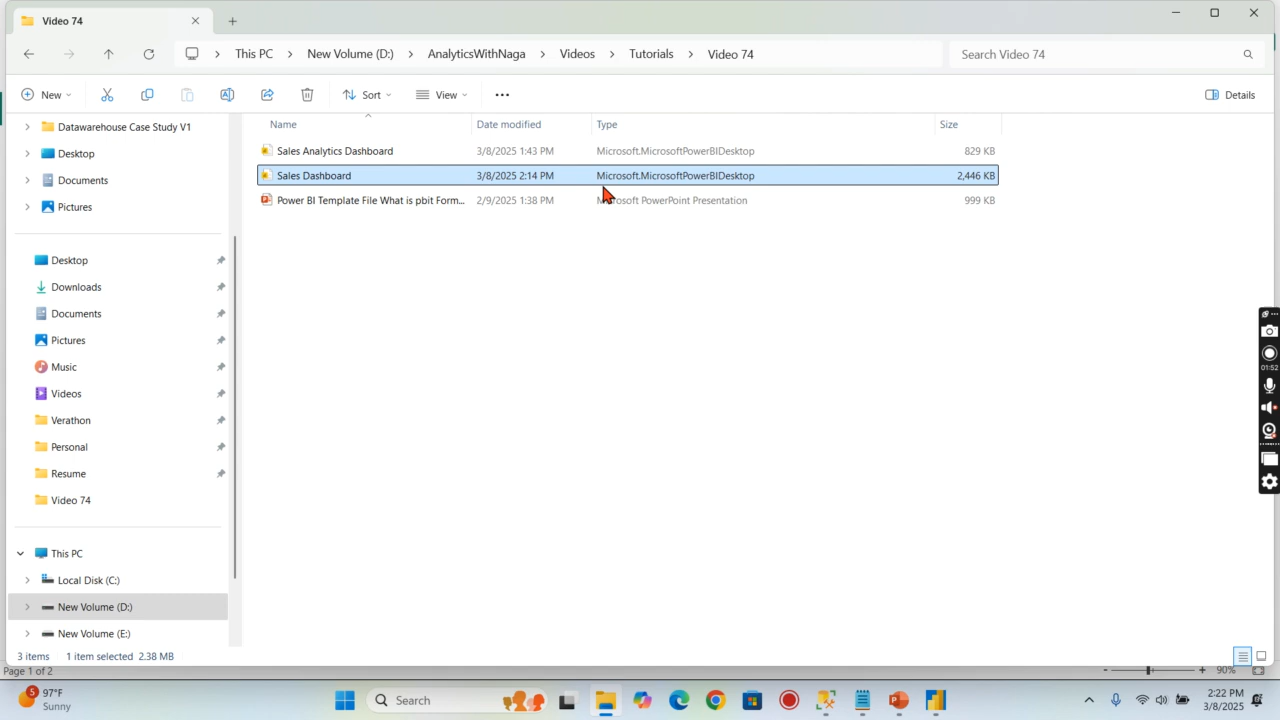 Video 74
This PC > New Volume (D:) > AnalyticsWithNaga > Videos > Tutorials > Video 74
Search Video 74
New
Sort
View
Details
Name Date modified Type Size
Sales Analytics Dashboard 3/8/2025 1:43 PM Microsoft.MicrosoftPowerBIDesktop 829 KB
Sales Dashboard 3/8/2025 2:14 PM Microsoft.MicrosoftPowerBIDesktop 2,446 KB
Power BI Template File What is pbit Form... 2/9/2025 1:38 PM Microsoft PowerPoint Presentation 999 KB
Datawarehouse Case Study V1
Desktop
Documents
Pictures
Desktop
Downloads
Documents
Pictures
Music
Videos
Verathon
Personal
Resume
Video 74
This PC
Local Disk (C:)
New Volume (D:)
New Volume (E:)
01:52
3 items 1 item selected 2.38 MB
Page 1 of 2
90%
5
97°F
Sunny
Search
2:22 PM
3/8/2025